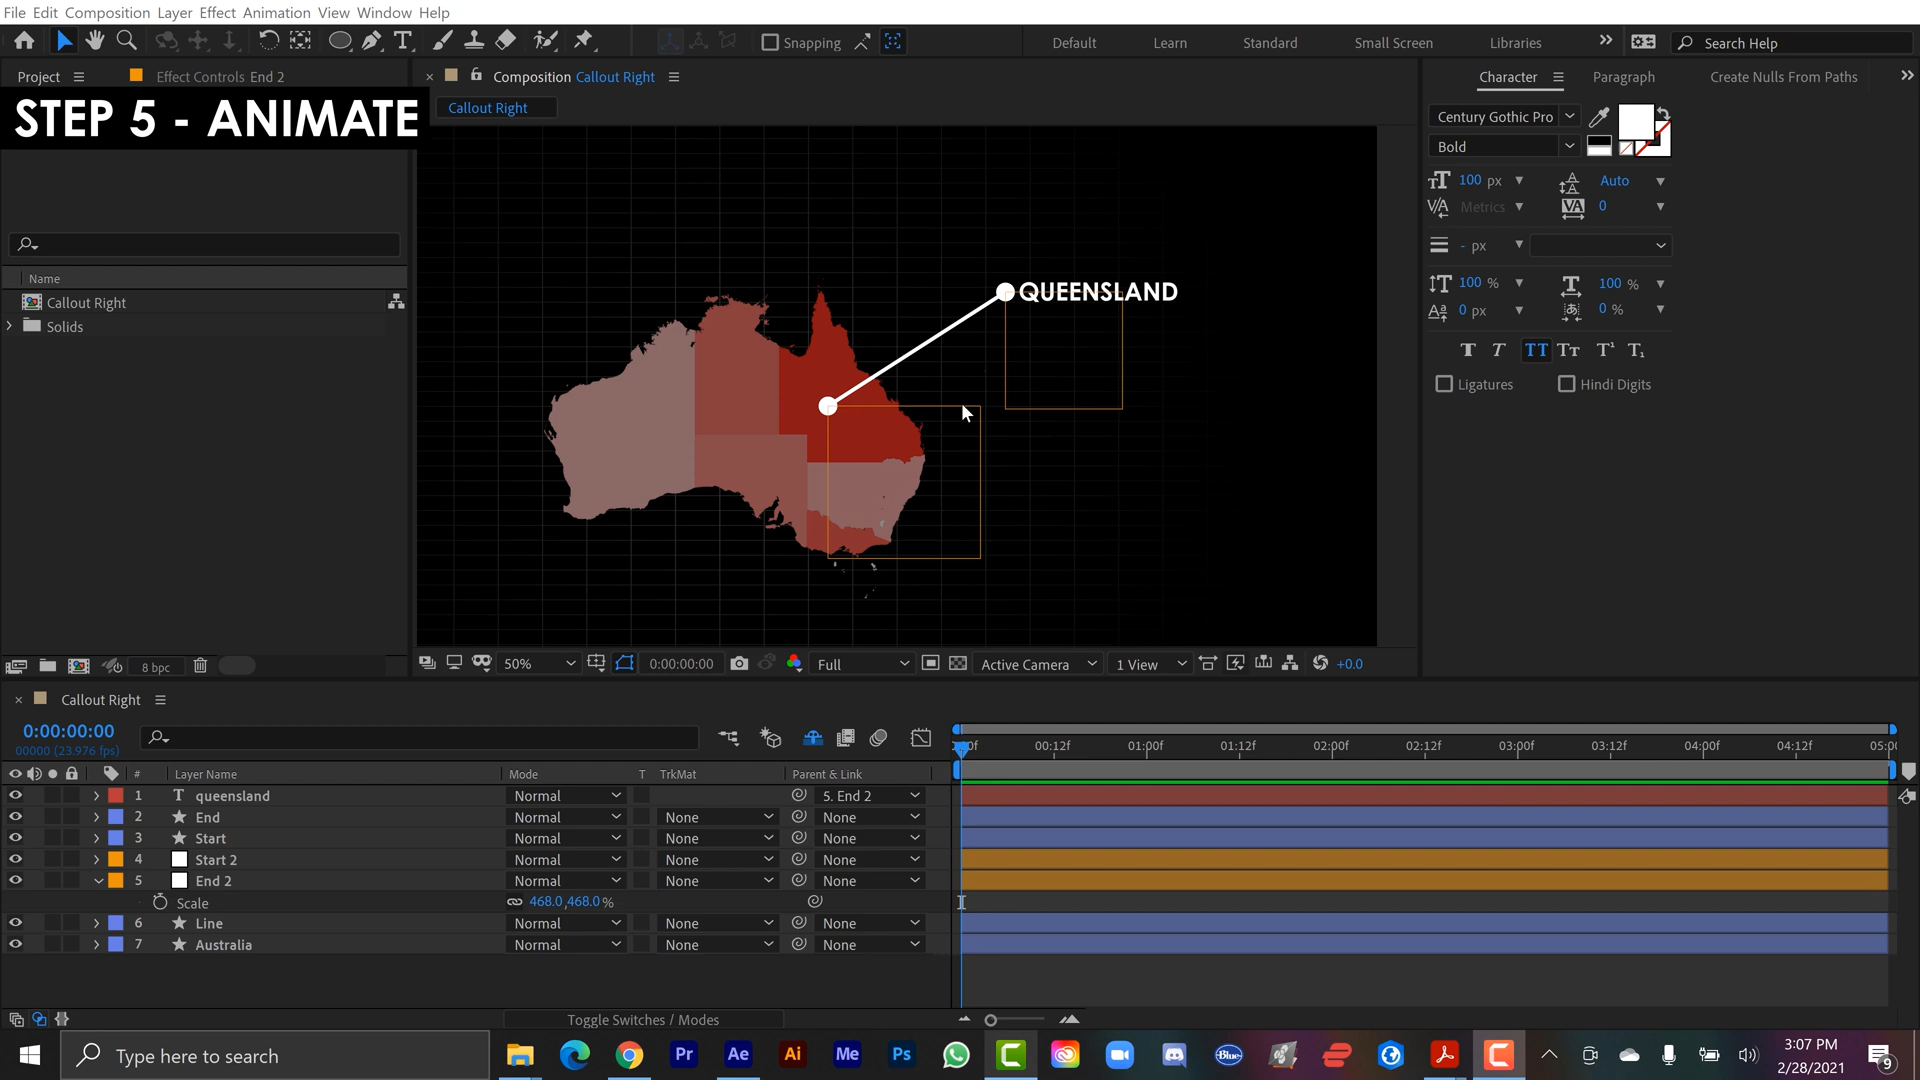 File Edit Composition Layer Effect Animation View Window Help
Snapping
Default Learn Standard Small Screen Libraries
Search Help
Project
Effect Controls End 2
Composition Callout Right
Callout Right
STEP 5 - ANIMATE
Name
Callout Right
Solids
8 bpc
QUEENSLAND
50%
0:00:00:00
Full
Active Camera
1 View
+0.0
Character Paragraph Create Nulls From Paths
Century Gothic Pro
Bold
100 px
Auto
Metrics
0
- px
100 %
100 %
0 px
0 %
Ligatures
Hindi Digits
Callout Right
0:00:00:00
00000 (23.976 fps)
00:12f 01:00f 01:12f 02:00f 02:12f 03:00f 03:12f 04:00f 04:12f
# Layer Name Mode T TrkMat Parent & Link
1 T queensland Normal 5. End 2
2 End Normal None None
3 Start Normal None None
4 Start 2 Normal None None
5 End 2 Normal None None
Scale 468.0,468.0 %
6 Line Normal None None
7 Australia Normal None None
Toggle Switches / Modes
Type here to search
Pr Ae Ai Me Ps
Blue
3:07 PM
2/28/2021
9